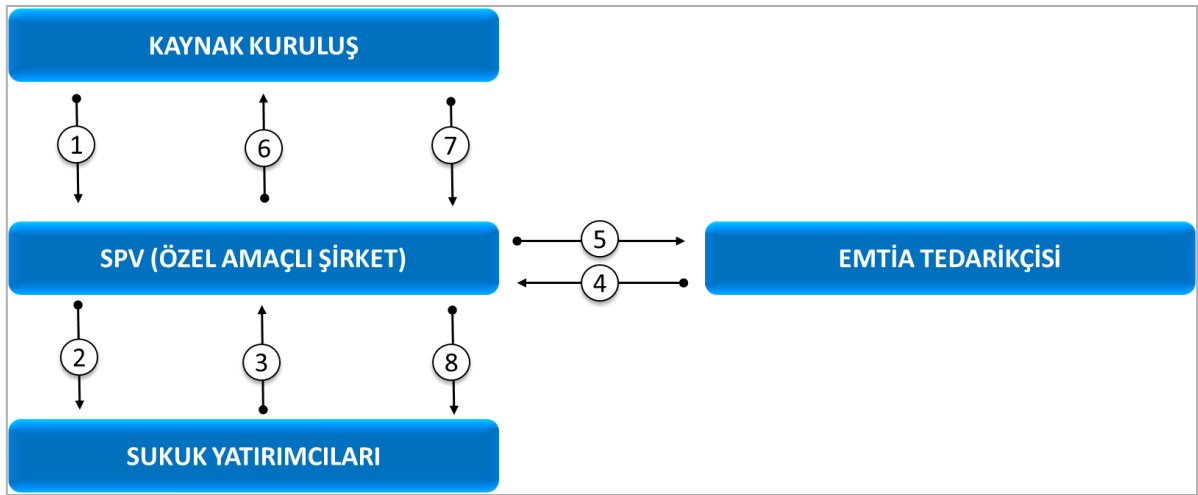 KAYNAK KURULUŞ
1
6
7
SPV (ÖZEL AMAÇLI ŞİRKET)
5
EMTİA TEDARİKÇİSİ
4
2
3
8
SUKUK YATIRIMCILARI